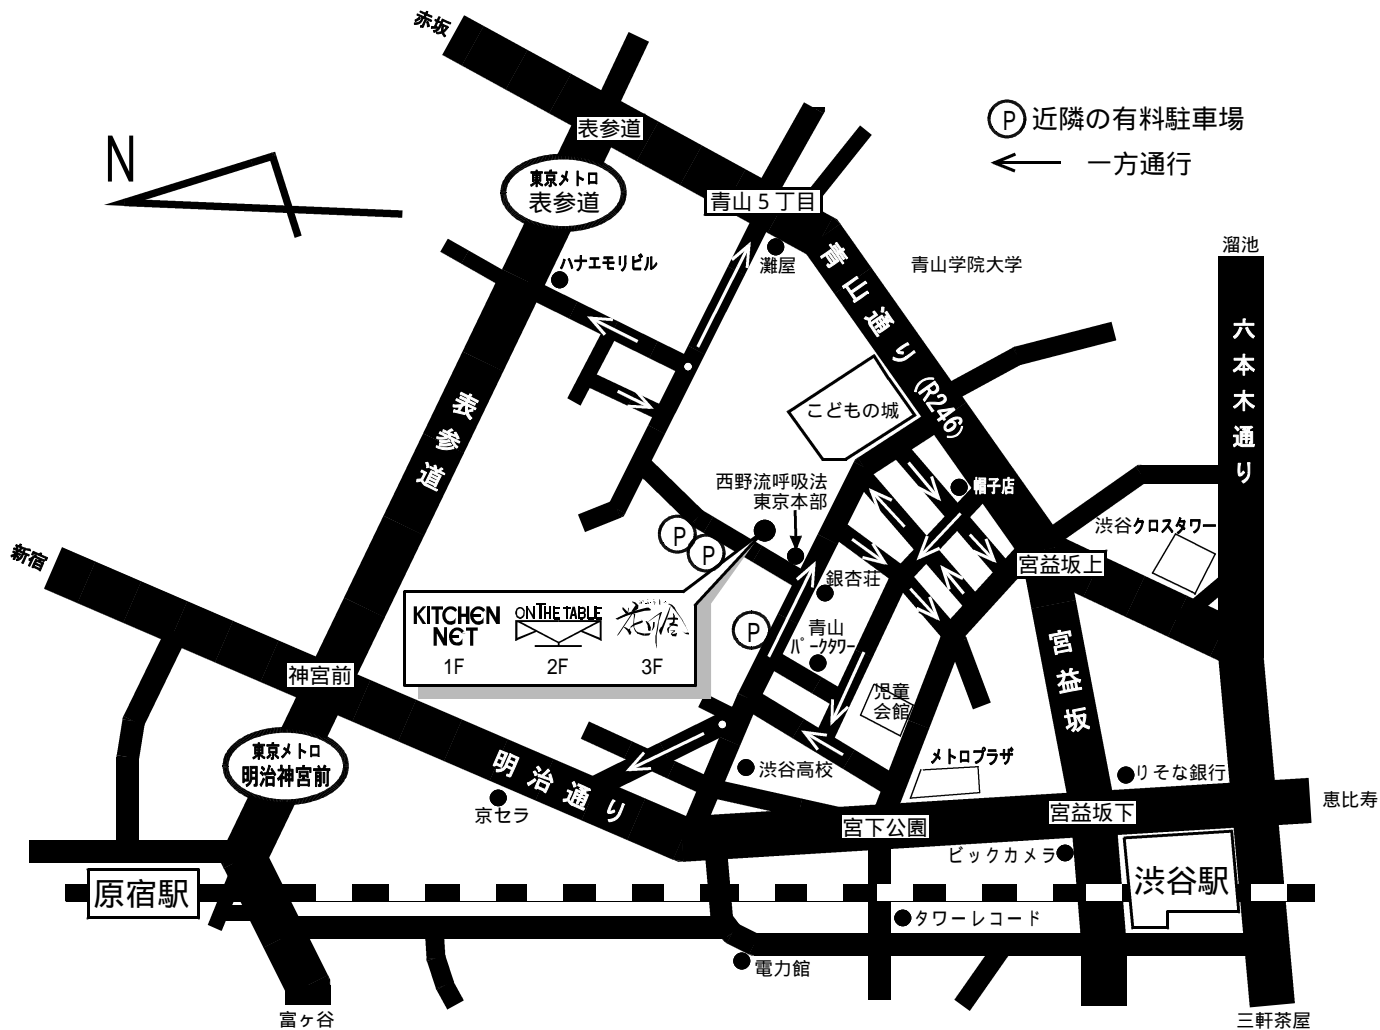 赤坂
N
表参道
Ⓟ 近隣の有料駐車場
一方通行
東京メトロ
表参道
青山５丁目
ハナエモリビル
灘屋
青山学院大学
溜池
青山通り(R246)
六本木通り
表参道
こどもの城
西野流呼吸法
東京本部
帽子店
渋谷クロスタワー
新宿
P
P
宮益坂上
銀杏荘
KITCHEN
NET
1F
ON THE TABLE
2F
3F
P
青山
パークタワー
宮益坂
神宮前
児童
会館
東京メトロ
明治神宮前
明治通り
渋谷高校
メトロプラザ
りそな銀行
京セラ
宮下公園
宮益坂下
恵比寿
ビックカメラ
原宿駅
渋谷駅
タワーレコード
電力館
富ヶ谷
三軒茶屋